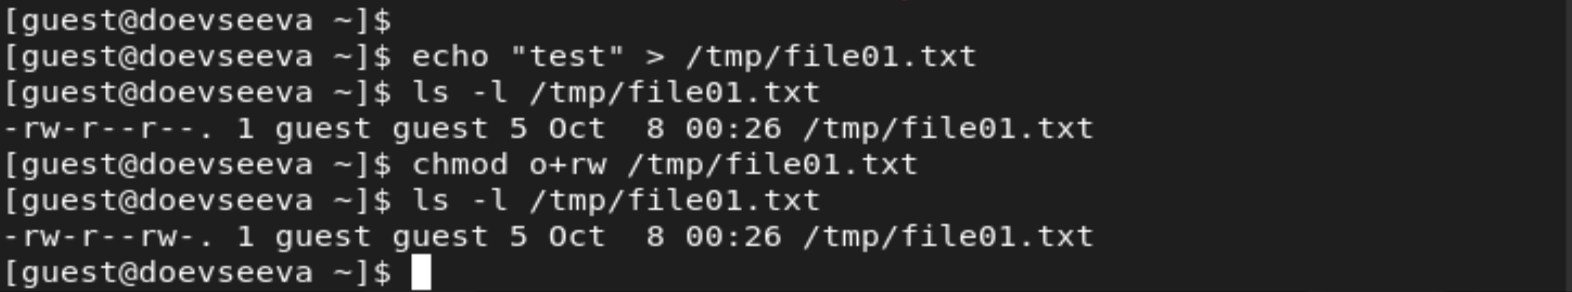 [guest@doevseeva ~]$
[guest@doevseeva ~]$ echo "test" > /tmp/file01.txt
[guest@doevseeva ~]$ ls -l /tmp/file01.txt
-rw-r--r--. 1 guest guest 5 Oct  8 00:26 /tmp/file01.txt
[guest@doevseeva ~]$ chmod o+rw /tmp/file01.txt
[guest@doevseeva ~]$ ls -l /tmp/file01.txt
-rw-r--rw-. 1 guest guest 5 Oct  8 00:26 /tmp/file01.txt
[guest@doevseeva ~]$